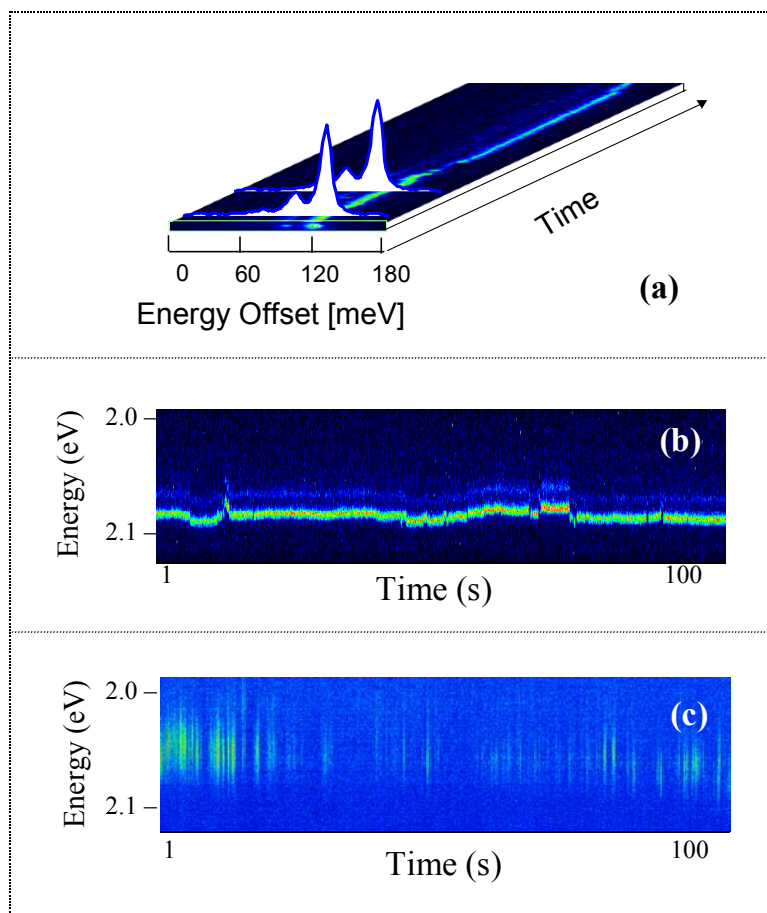 Time
0 60 120 180
Energy Offset [meV]
(a)
Energy (eV)
2.0
2.1
(b)
1 100
Time (s)
Energy (eV)
2.0
2.1
(c)
1 100
Time (s)